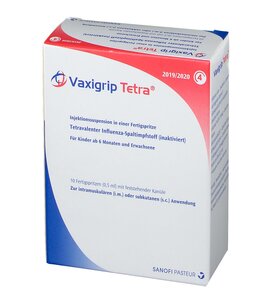 2019/2020 4
Vaxigrip Tetra®
Injektionssuspension in einer Fertigspritze
Tetravalenter Influenza-Spaltimpfstoff (inaktiviert)
Für Kinder ab 6 Monaten und Erwachsene
10 Fertigspritzen (0,5 ml) mit feststehender Kanüle
Zur intramuskulären (i.m.) oder subkutanen (s.c.) Anwendung
SANOFI PASTEUR